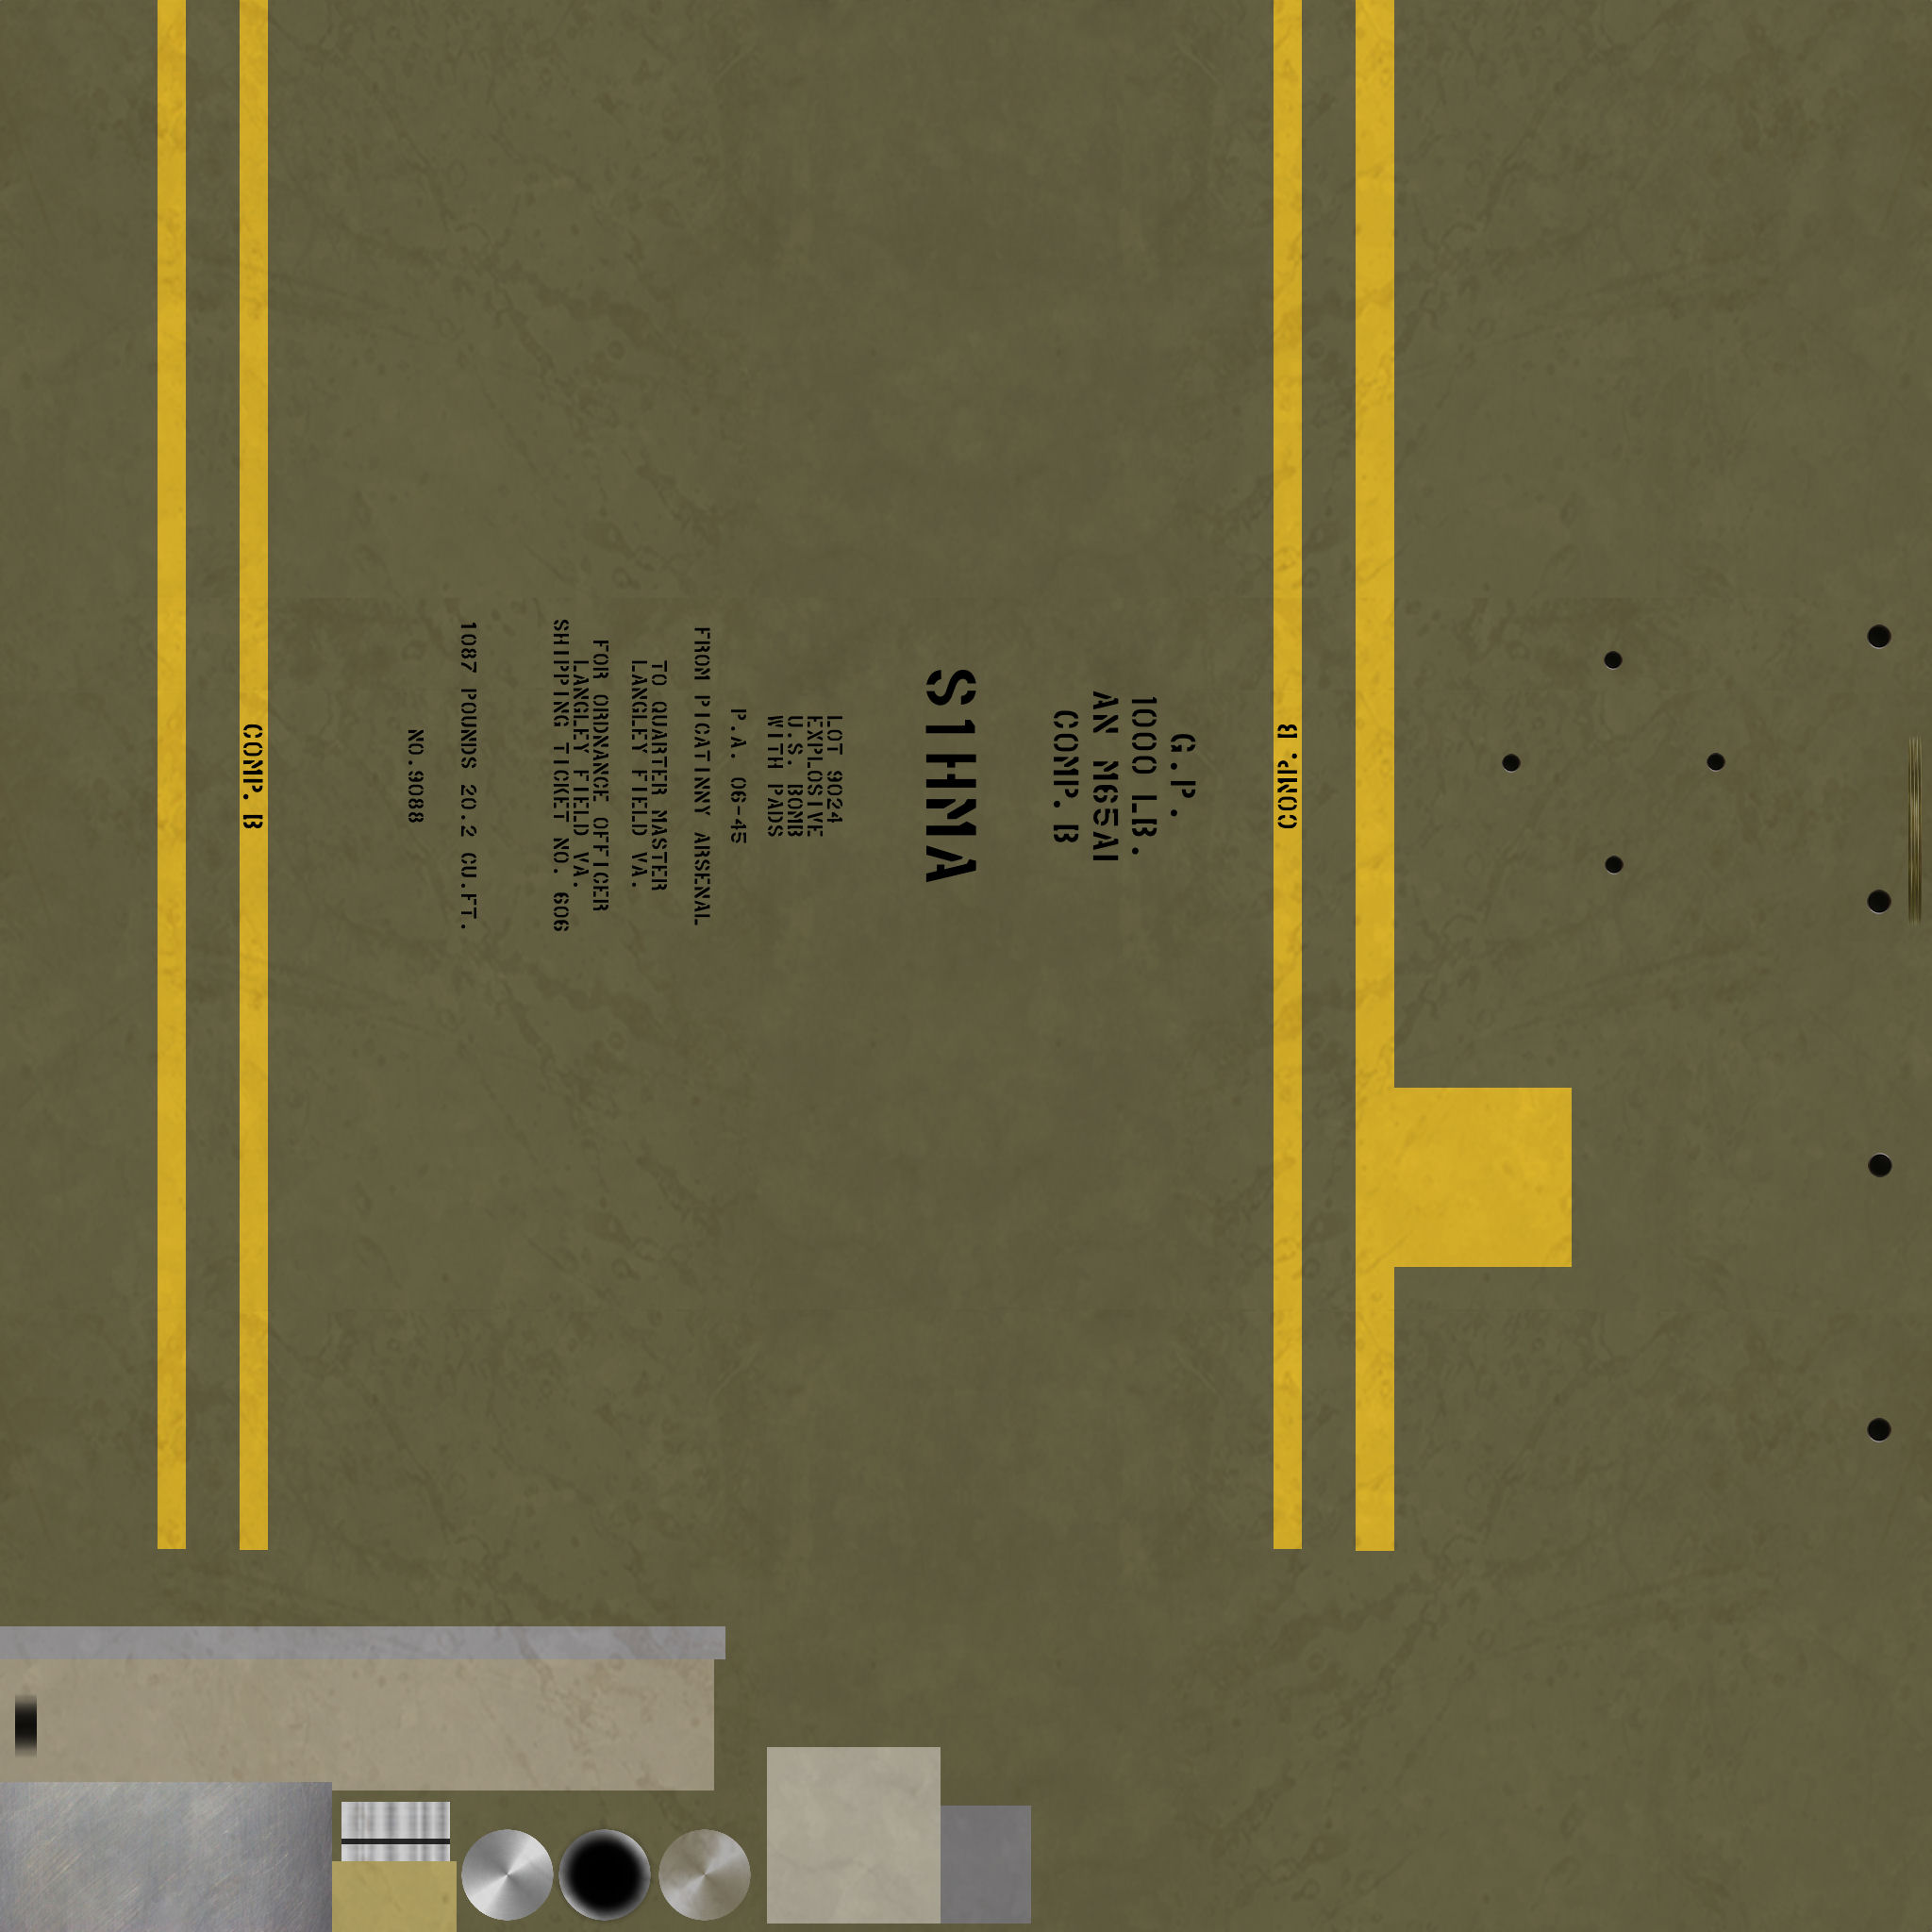 COMP. B
G.P.
1000 LB.
AN M65A1
COMP. B
S1HMA
LOT 9024
EXPLOSIVE
U.S. BOMB
WITH PADS
P.A. 06-45
FROM PICATINNY ARSENAL
TO QUARTER MASTER
LANGLEY FIELD VA.
FOR ORDNANCE OFFICER
LANGLEY FIELD VA.
SHIPPING TICKET NO. 606
1087 POUNDS 20.2 CU.FT.
NO.9088
COMP. B